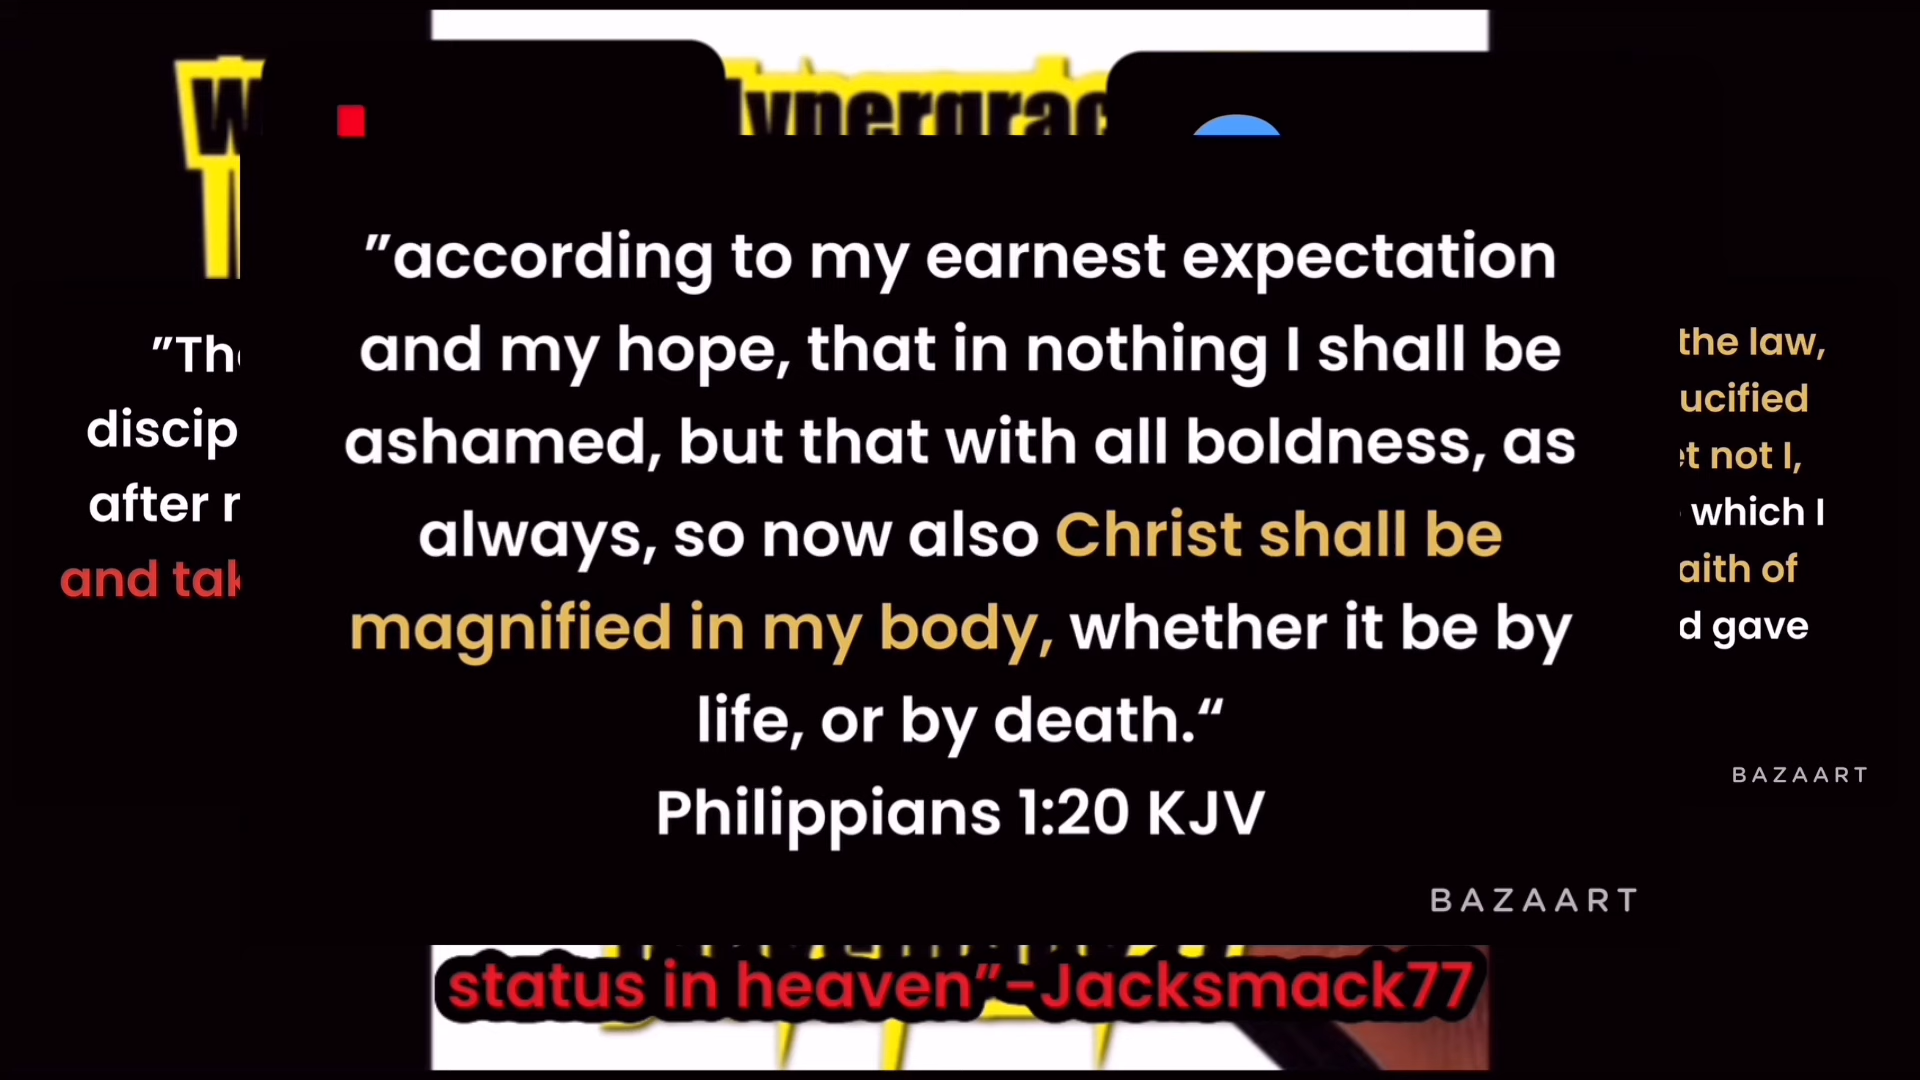 ”according to my earnest expectation
and my hope, that in nothing I shall be
ashamed, but that with all boldness, as
always, so now also Christ shall be
magnified in my body, whether it be by
life, or by death.“
Philippians 1:20 KJV
BAZAART
discip
after
and tak
the law,
ucified
not I,
which I
aith of
gave
BAZAART
status in heaven”-Jacksmack77